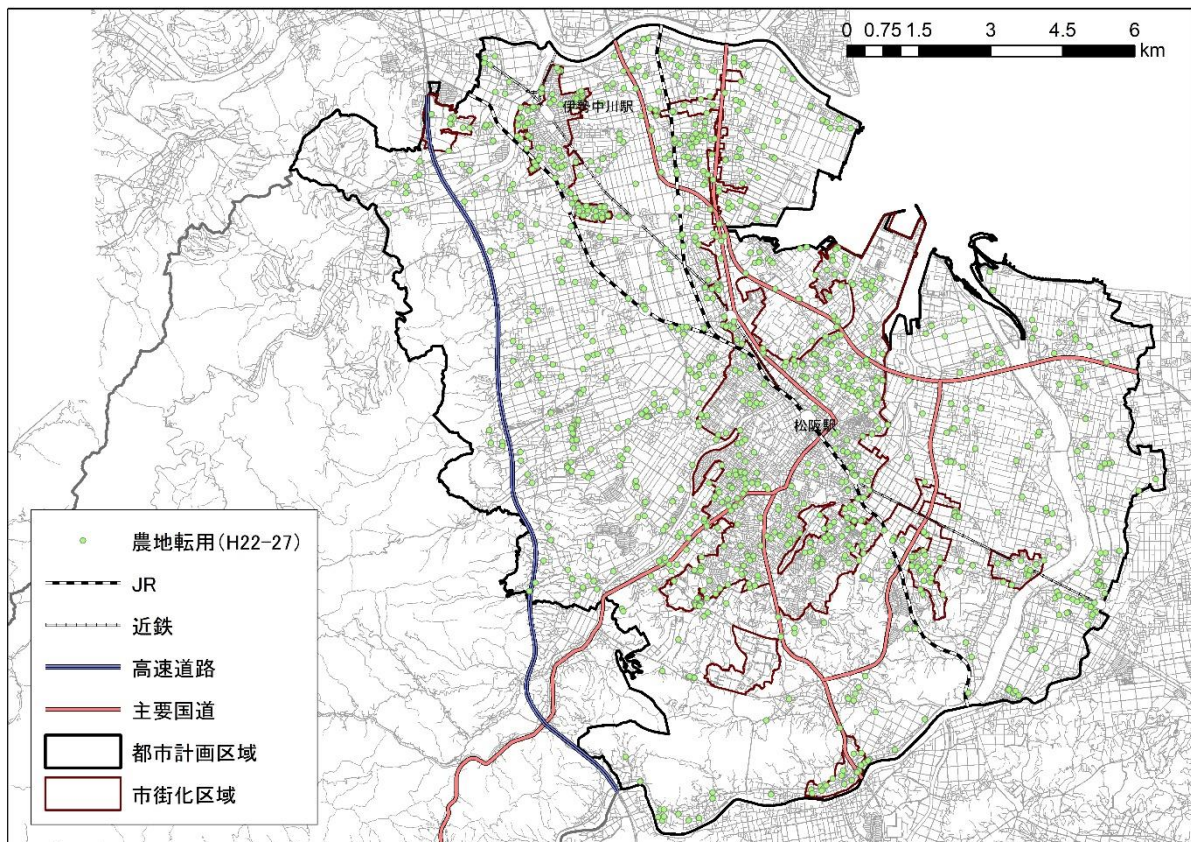 0 0.75 1.5 3 4.5 6
km
伊勢中川駅
松阪駅
農地転用(H22-27)
JR
近鉄
高速道路
主要国道
都市計画区域
市街化区域